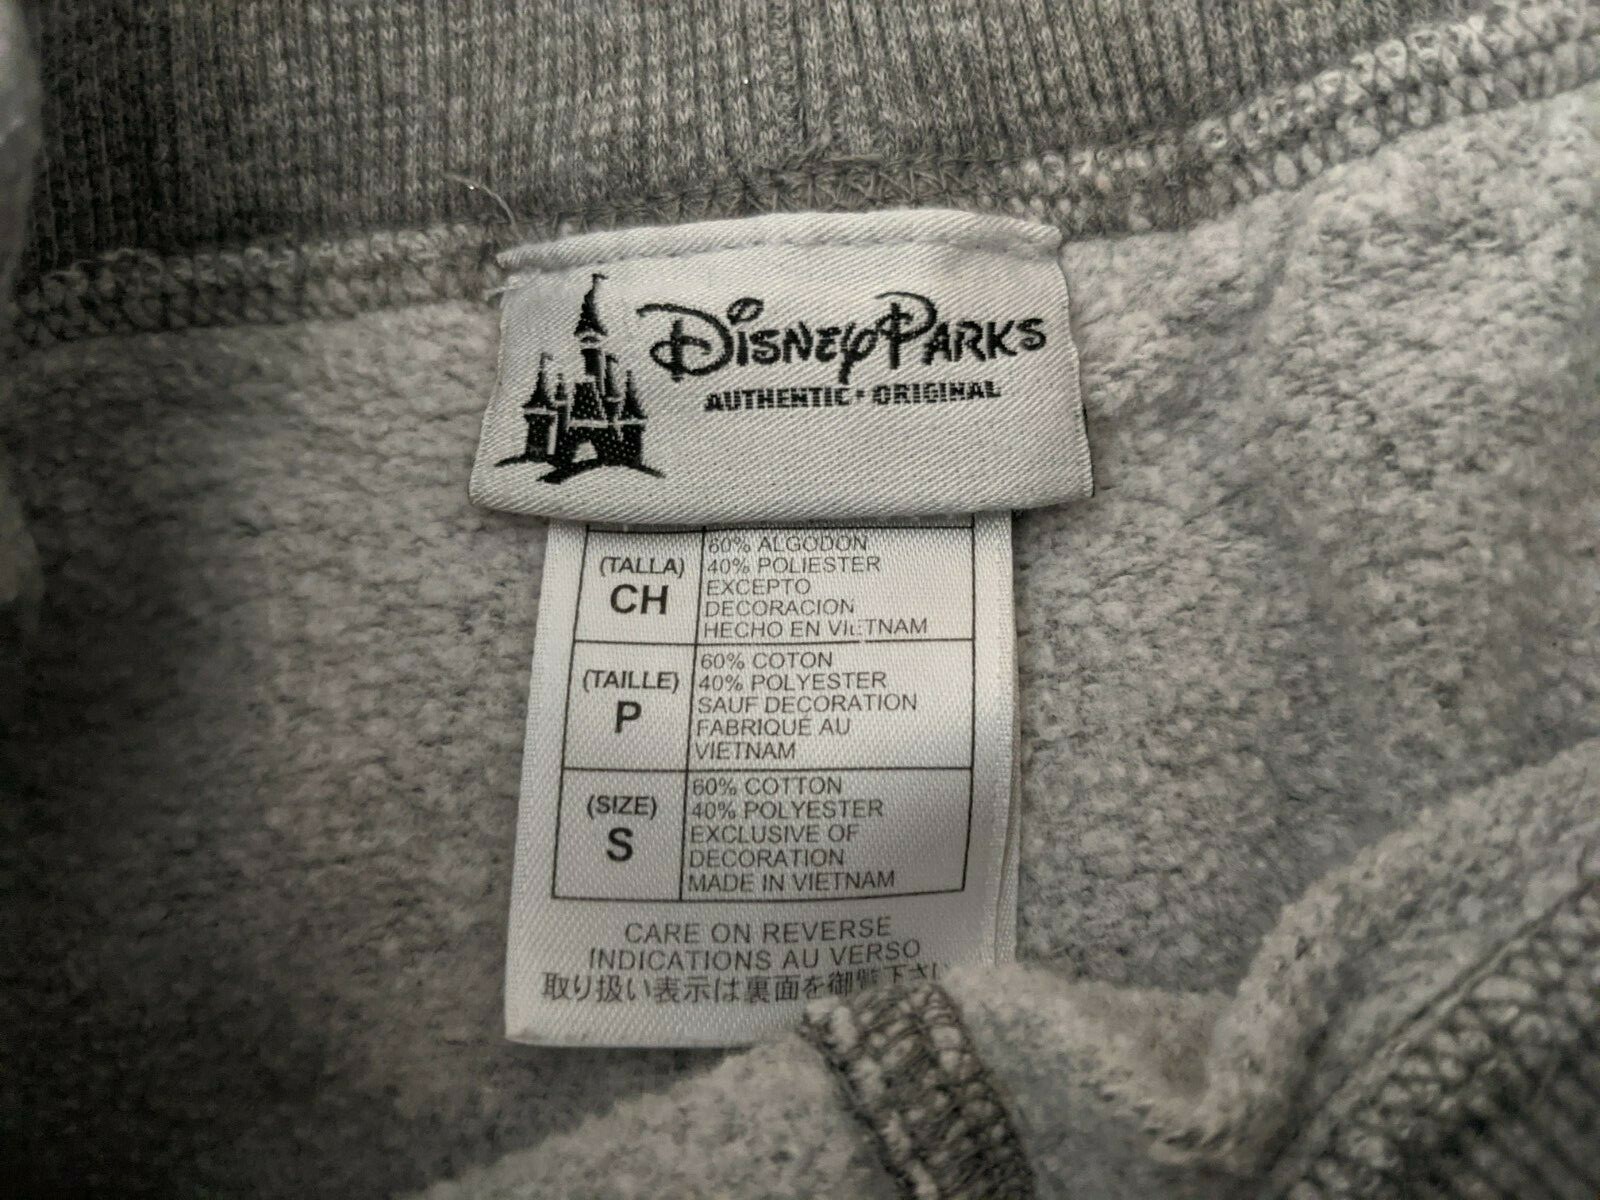 DISNEY PARKS
AUTHENTIC • ORIGINAL
(TALLA)
CH
60% ALGODON
40% POLIESTER
EXCEPTO
DECORACION
HECHO EN VIETNAM
(TAILLE)
P
60% COTON
40% POLYESTER
SAUF DECORATION
FABRIQUÉ AU
VIETNAM
(SIZE)
S
60% COTTON
40% POLYESTER
EXCLUSIVE OF
DECORATION
MADE IN VIETNAM
CARE ON REVERSE
INDICATIONS AU VERSO
取り扱い表示は裏面を御覧下さい